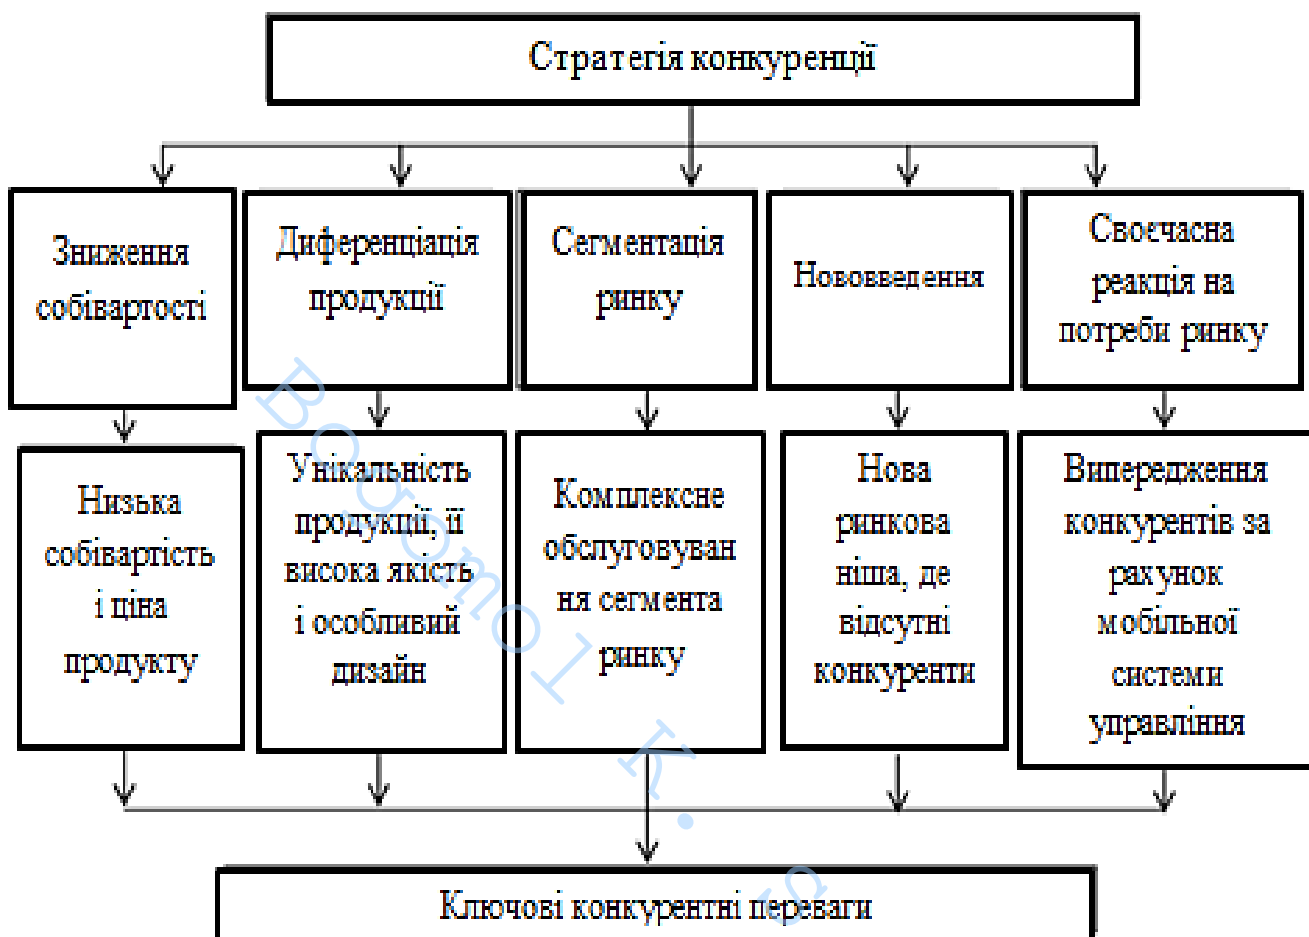 Стратегія конкуренції
Зниження
собівартості
Диференціація
продукції
Сегментація
ринку
Нововведення
Своєчасна
реакція на
потреби ринку
Низька
собівартість
і ціна
продукту
Унікальність
продукції, її
висока якість
і особливий
дизайн
Комплексне
обслуговуван
ня сегмента
ринку
Нова
ринкова
ніша, де
відсутні
конкуренти
Випередження
конкурентів за
рахунок
мобільної
системи
управління
Ключові конкурентні переваги
Bogomol K. S